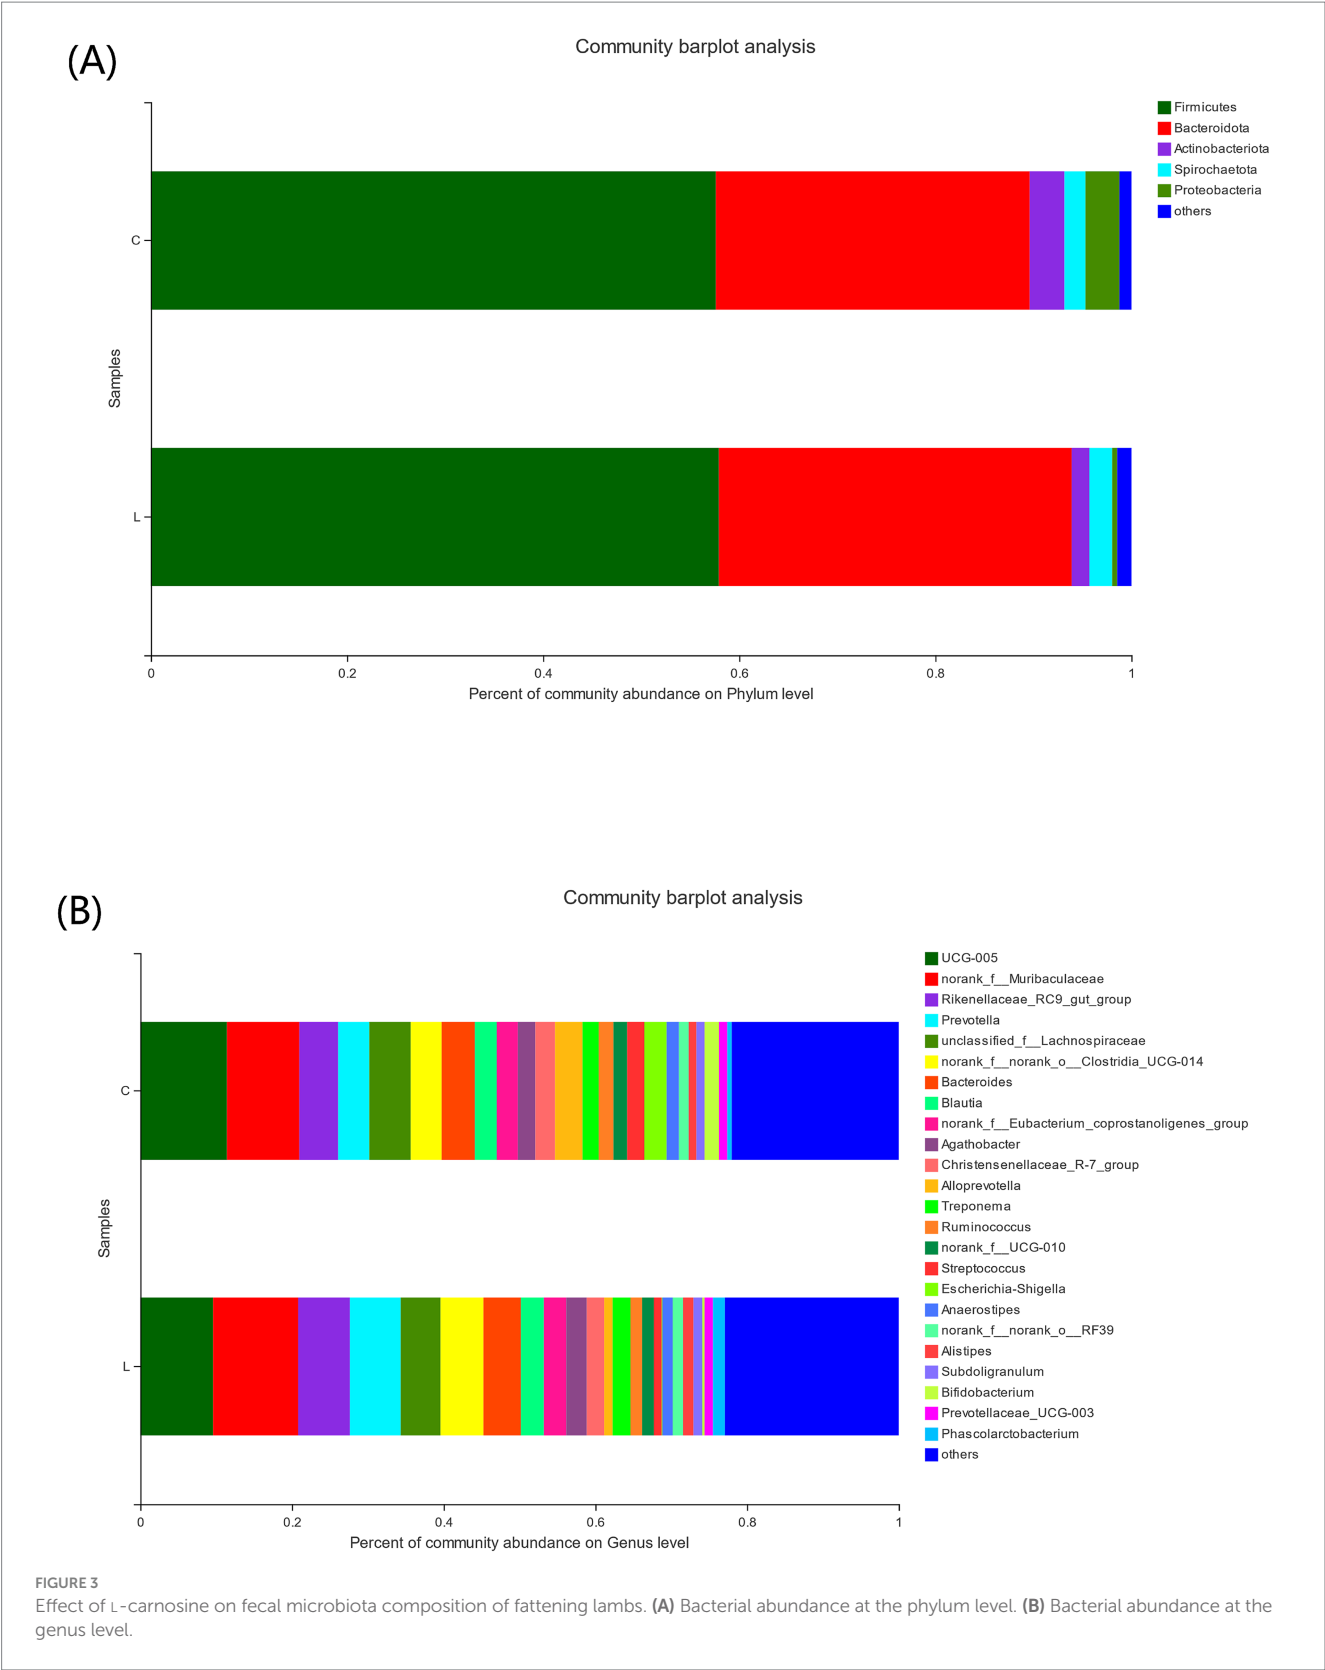 (A)
Community barplot analysis
Firmicutes
Bacteroidota
Actinobacteriota
Spirochaetota
Proteobacteria
others
C
L
Samples
0 0.2 0.4 0.6 0.8 1
Percent of community abundance on Phylum level
(B)
Community barplot analysis
UCG-005
norank_f__Muribaculaceae
Rikenellaceae_RC9_gut_group
Prevotella
unclassified_f__Lachnospiraceae
norank_f__norank_o__Clostridia_UCG-014
Bacteroides
Blautia
norank_f__Eubacterium_coprostanoligenes_group
Agathobacter
Christensenellaceae_R-7_group
Alloprevotella
Treponema
Ruminococcus
norank_f__UCG-010
Streptococcus
Escherichia-Shigella
Anaerostipes
norank_f__norank_o__RF39
Alistipes
Subdoligranulum
Bifidobacterium
Prevotellaceae_UCG-003
Phascolarctobacterium
others
C
L
Samples
0 0.2 0.4 0.6 0.8 1
Percent of community abundance on Genus level
FIGURE 3
Effect of L-carnosine on fecal microbiota composition of fattening lambs. (A) Bacterial abundance at the phylum level. (B) Bacterial abundance at the
genus level.